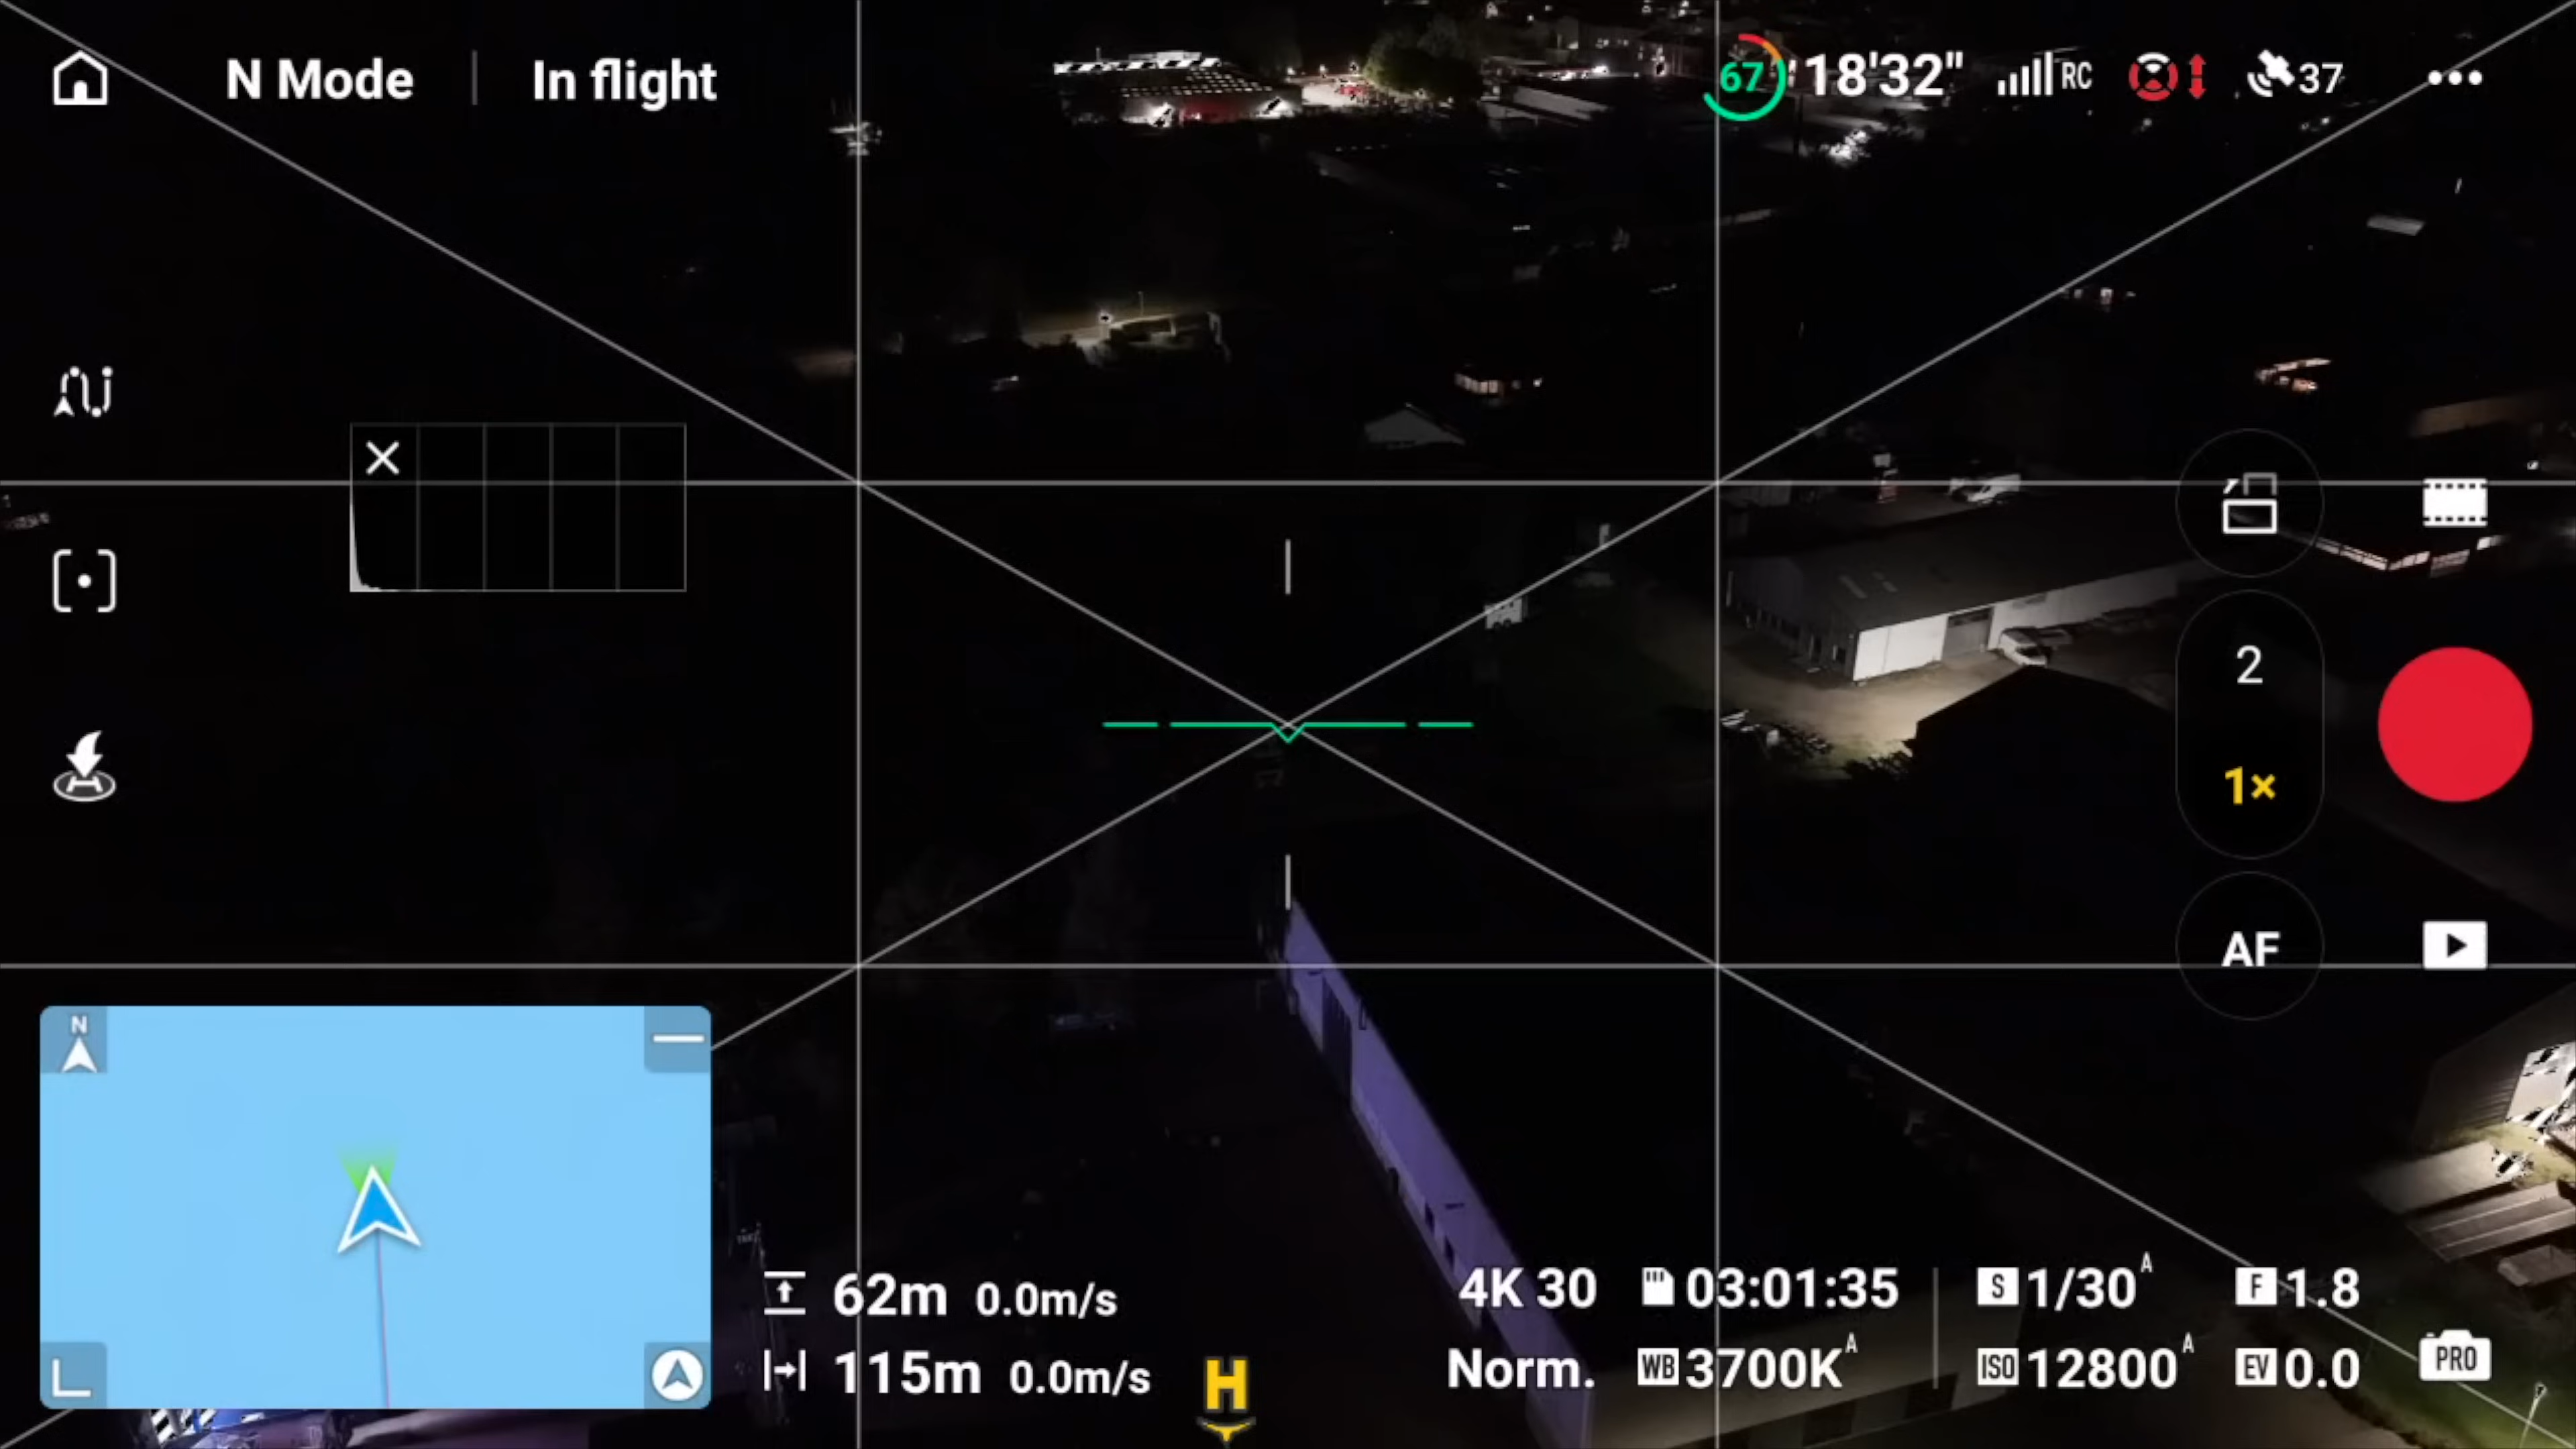 N Mode | In flight
67 18'32" RC 37
2
1×
AF
N
62m 0.0m/s
115m 0.0m/s
H
4K 30 03:01:35
Norm. WB 3700K A
S 1/30 A F 1.8
ISO 12800 A EV 0.0
PRO